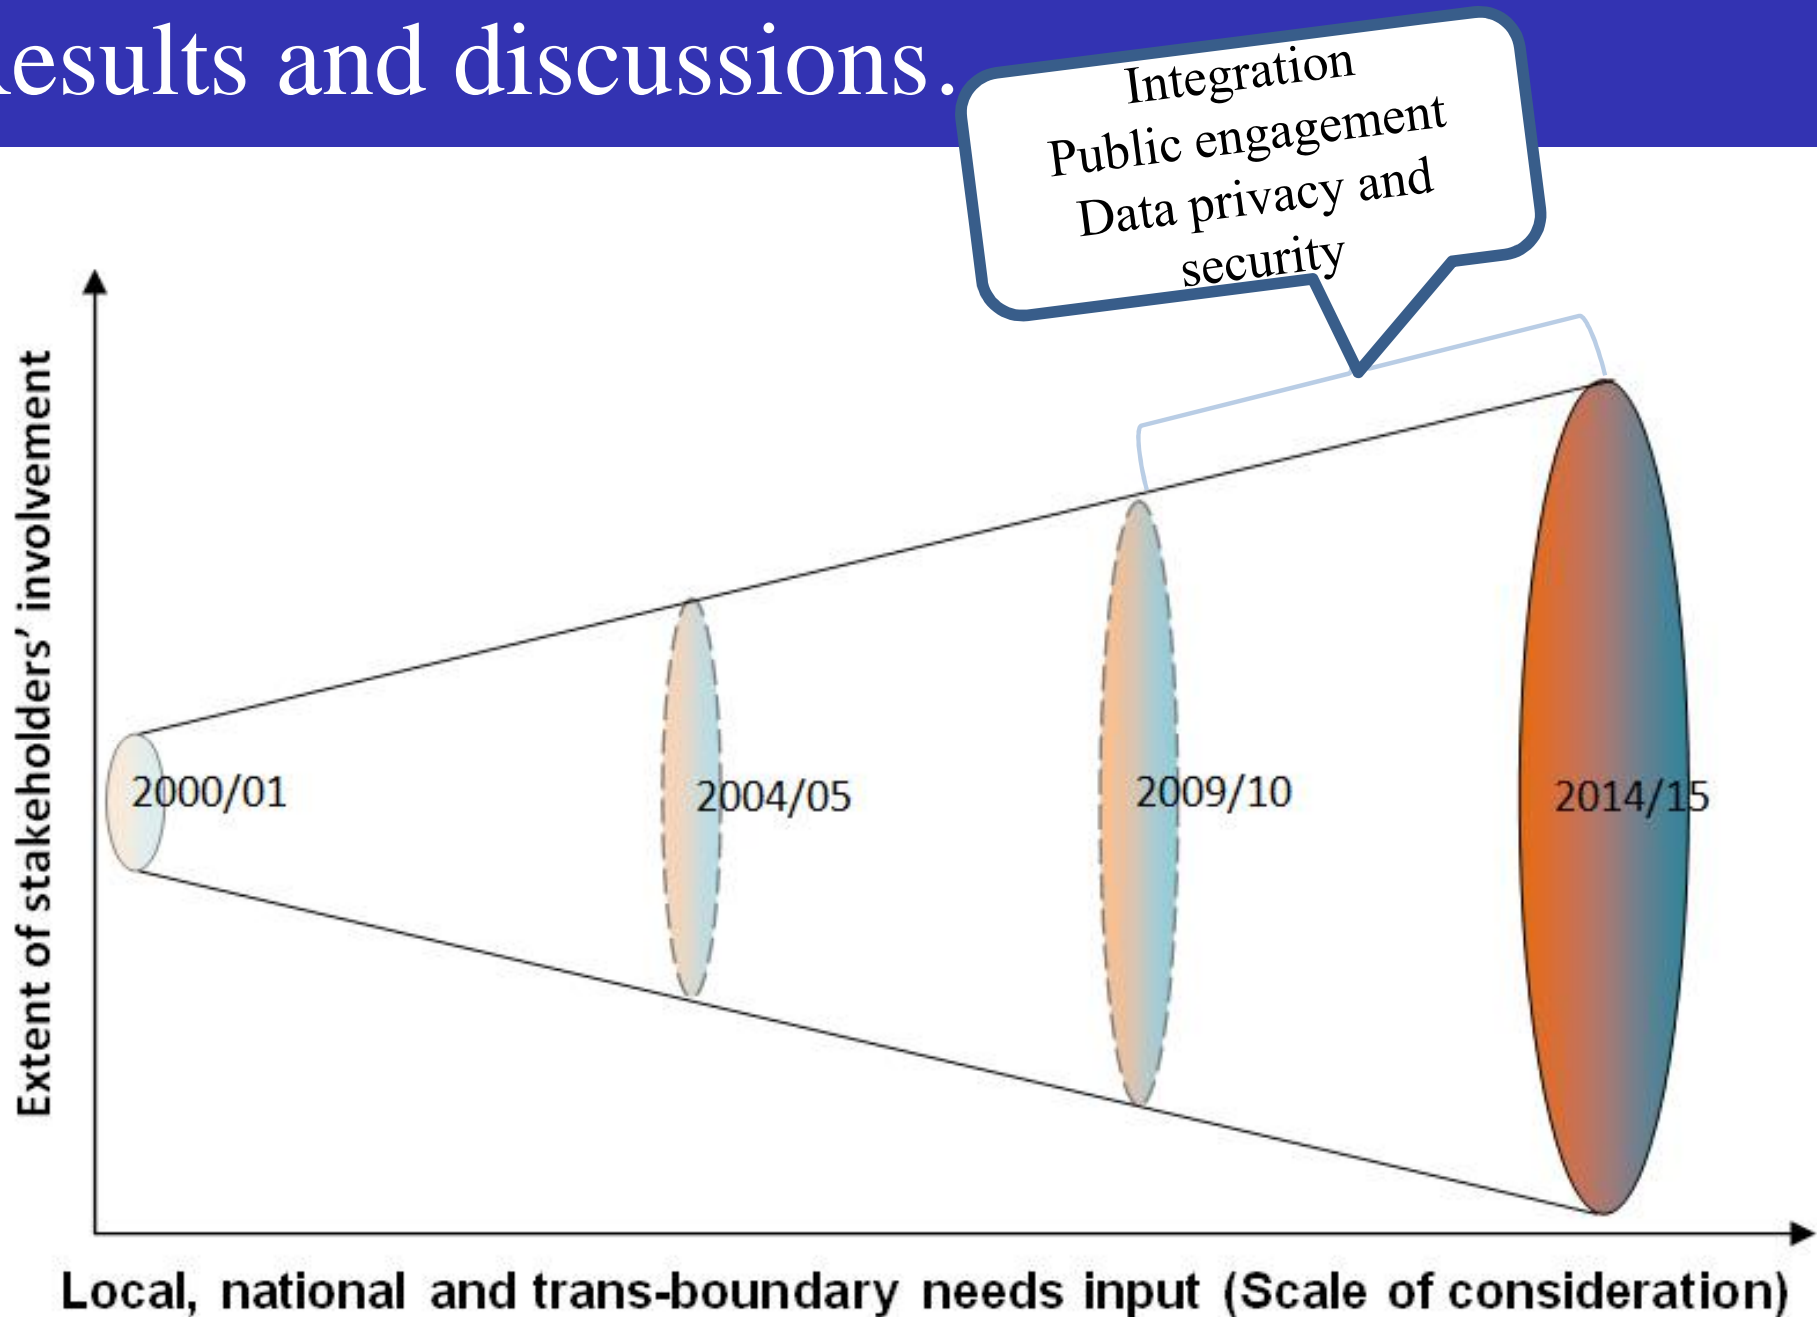 esults and discussions.
Integration
Public engagement
Data privacy and
security
Extent of stakeholders’ involvement
2000/01
2004/05
2009/10
2014/15
Local, national and trans-boundary needs input (Scale of consideration)